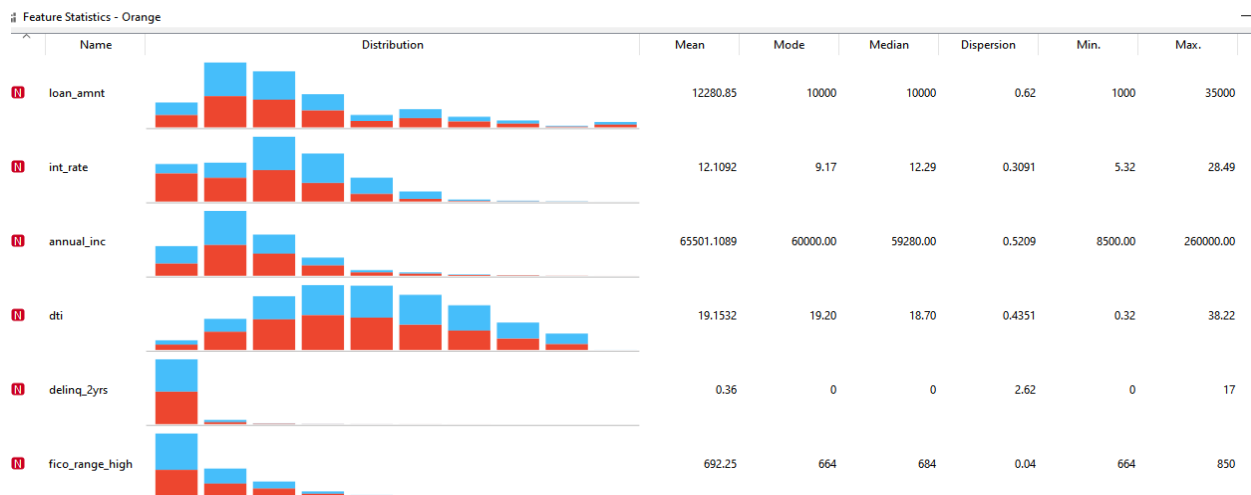 Feature Statistics - Orange
Name Distribution Mean Mode Median Dispersion Min. Max.
N loan_amnt 12280.85 10000 10000 0.62 1000 35000
N int_rate 12.1092 9.17 12.29 0.3091 5.32 28.49
N annual_inc 65501.1089 60000.00 59280.00 0.5209 8500.00 260000.00
N dti 19.1532 19.20 18.70 0.4351 0.32 38.22
N delinq_2yrs 0.36 0 0 2.62 0 17
N fico_range_high 692.25 664 684 0.04 664 850